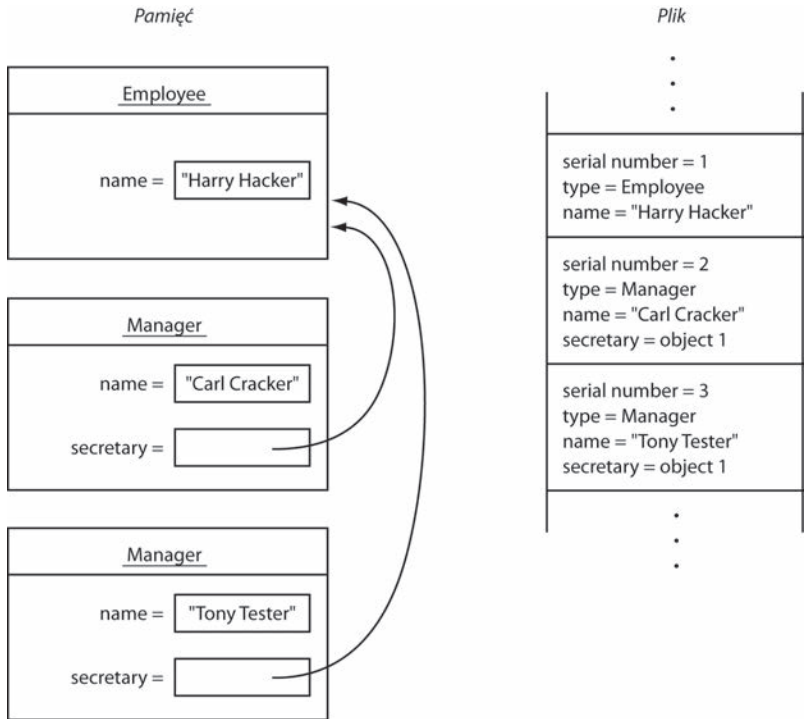 Pamięć
Employee
name = "Harry Hacker"
Manager
name = "Carl Cracker"
secretary =
Manager
name = "Tony Tester"
secretary =
Plik
serial number = 1
type = Employee
name = "Harry Hacker"
serial number = 2
type = Manager
name = "Carl Cracker"
secretary = object 1
serial number = 3
type = Manager
name = "Tony Tester"
secretary = object 1